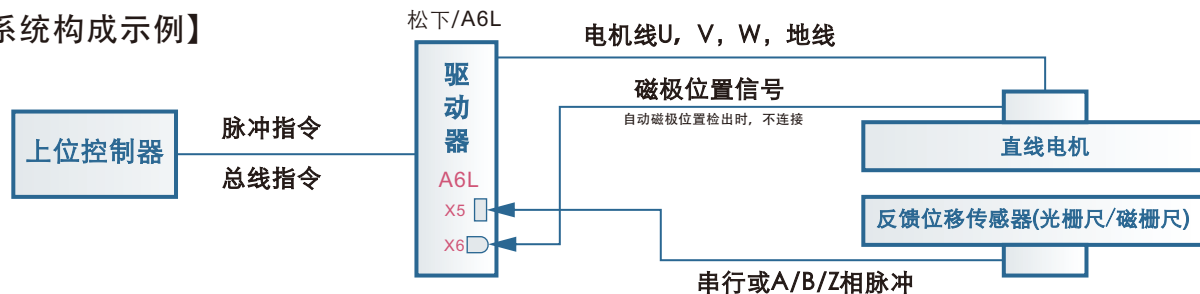 系统构成示例】
松下/A6L
电机线U，V，W，地线
驱动器
磁极位置信号
自动磁极位置检出时，不连接
脉冲指令
上位控制器
总线指令
直线电机
A6L
X5
X6
反馈位移传感器(光栅尺/磁栅尺)
串行或A/B/Z相脉冲